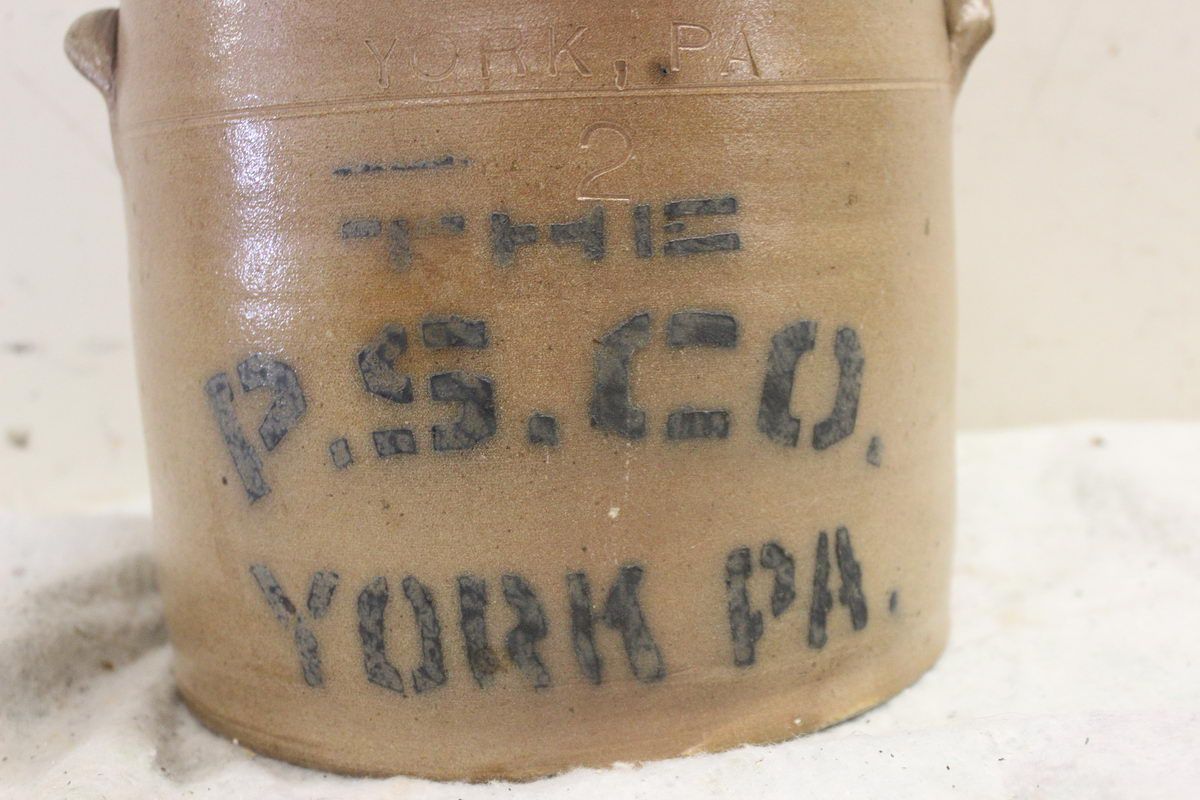 YORK, PA
2
THE
P.S.CO.
YORK PA.